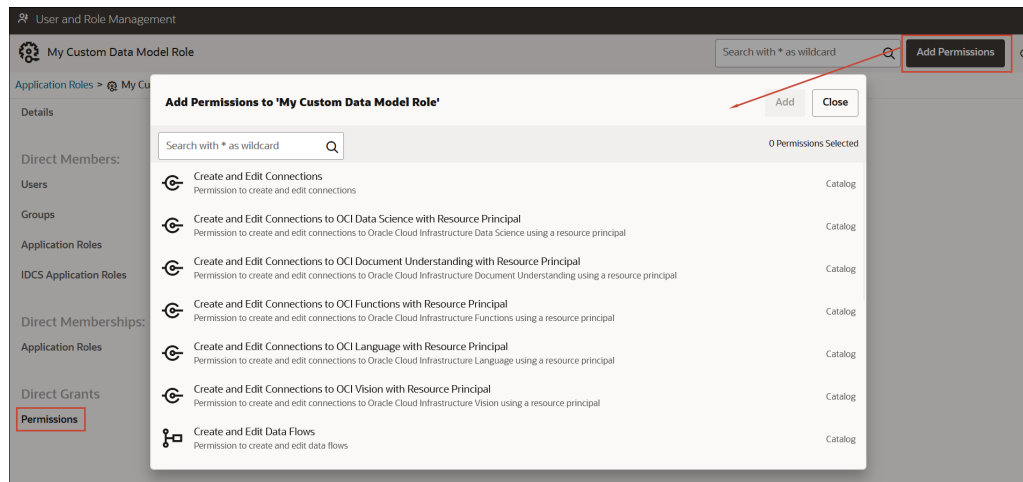 User and Role Management
My Custom Data Model Role
Search with * as wildcard
Add Permissions
Application Roles > My Cu
Details
Direct Members:
Users
Groups
Application Roles
IDCS Application Roles
Direct Memberships:
Application Roles
Direct Grants
Permissions
Add Permissions to 'My Custom Data Model Role'
Add
Close
Search with * as wildcard
0 Permissions Selected
Create and Edit Connections
Permission to create and edit connections
Catalog
Create and Edit Connections to OCI Data Science with Resource Principal
Permission to create and edit connections to Oracle Cloud Infrastructure Data Science using a resource principal
Catalog
Create and Edit Connections to OCI Document Understanding with Resource Principal
Permission to create and edit connections to Oracle Cloud Infrastructure Document Understanding using a resource principal
Catalog
Create and Edit Connections to OCI Functions with Resource Principal
Permission to create and edit connections to Oracle Cloud Infrastructure Functions using a resource principal
Catalog
Create and Edit Connections to OCI Language with Resource Principal
Permission to create and edit connections to Oracle Cloud Infrastructure Language using a resource principal
Catalog
Create and Edit Connections to OCI Vision with Resource Principal
Permission to create and edit connections to Oracle Cloud Infrastructure Vision using a resource principal
Catalog
Create and Edit Data Flows
Permission to create and edit data flows
Catalog